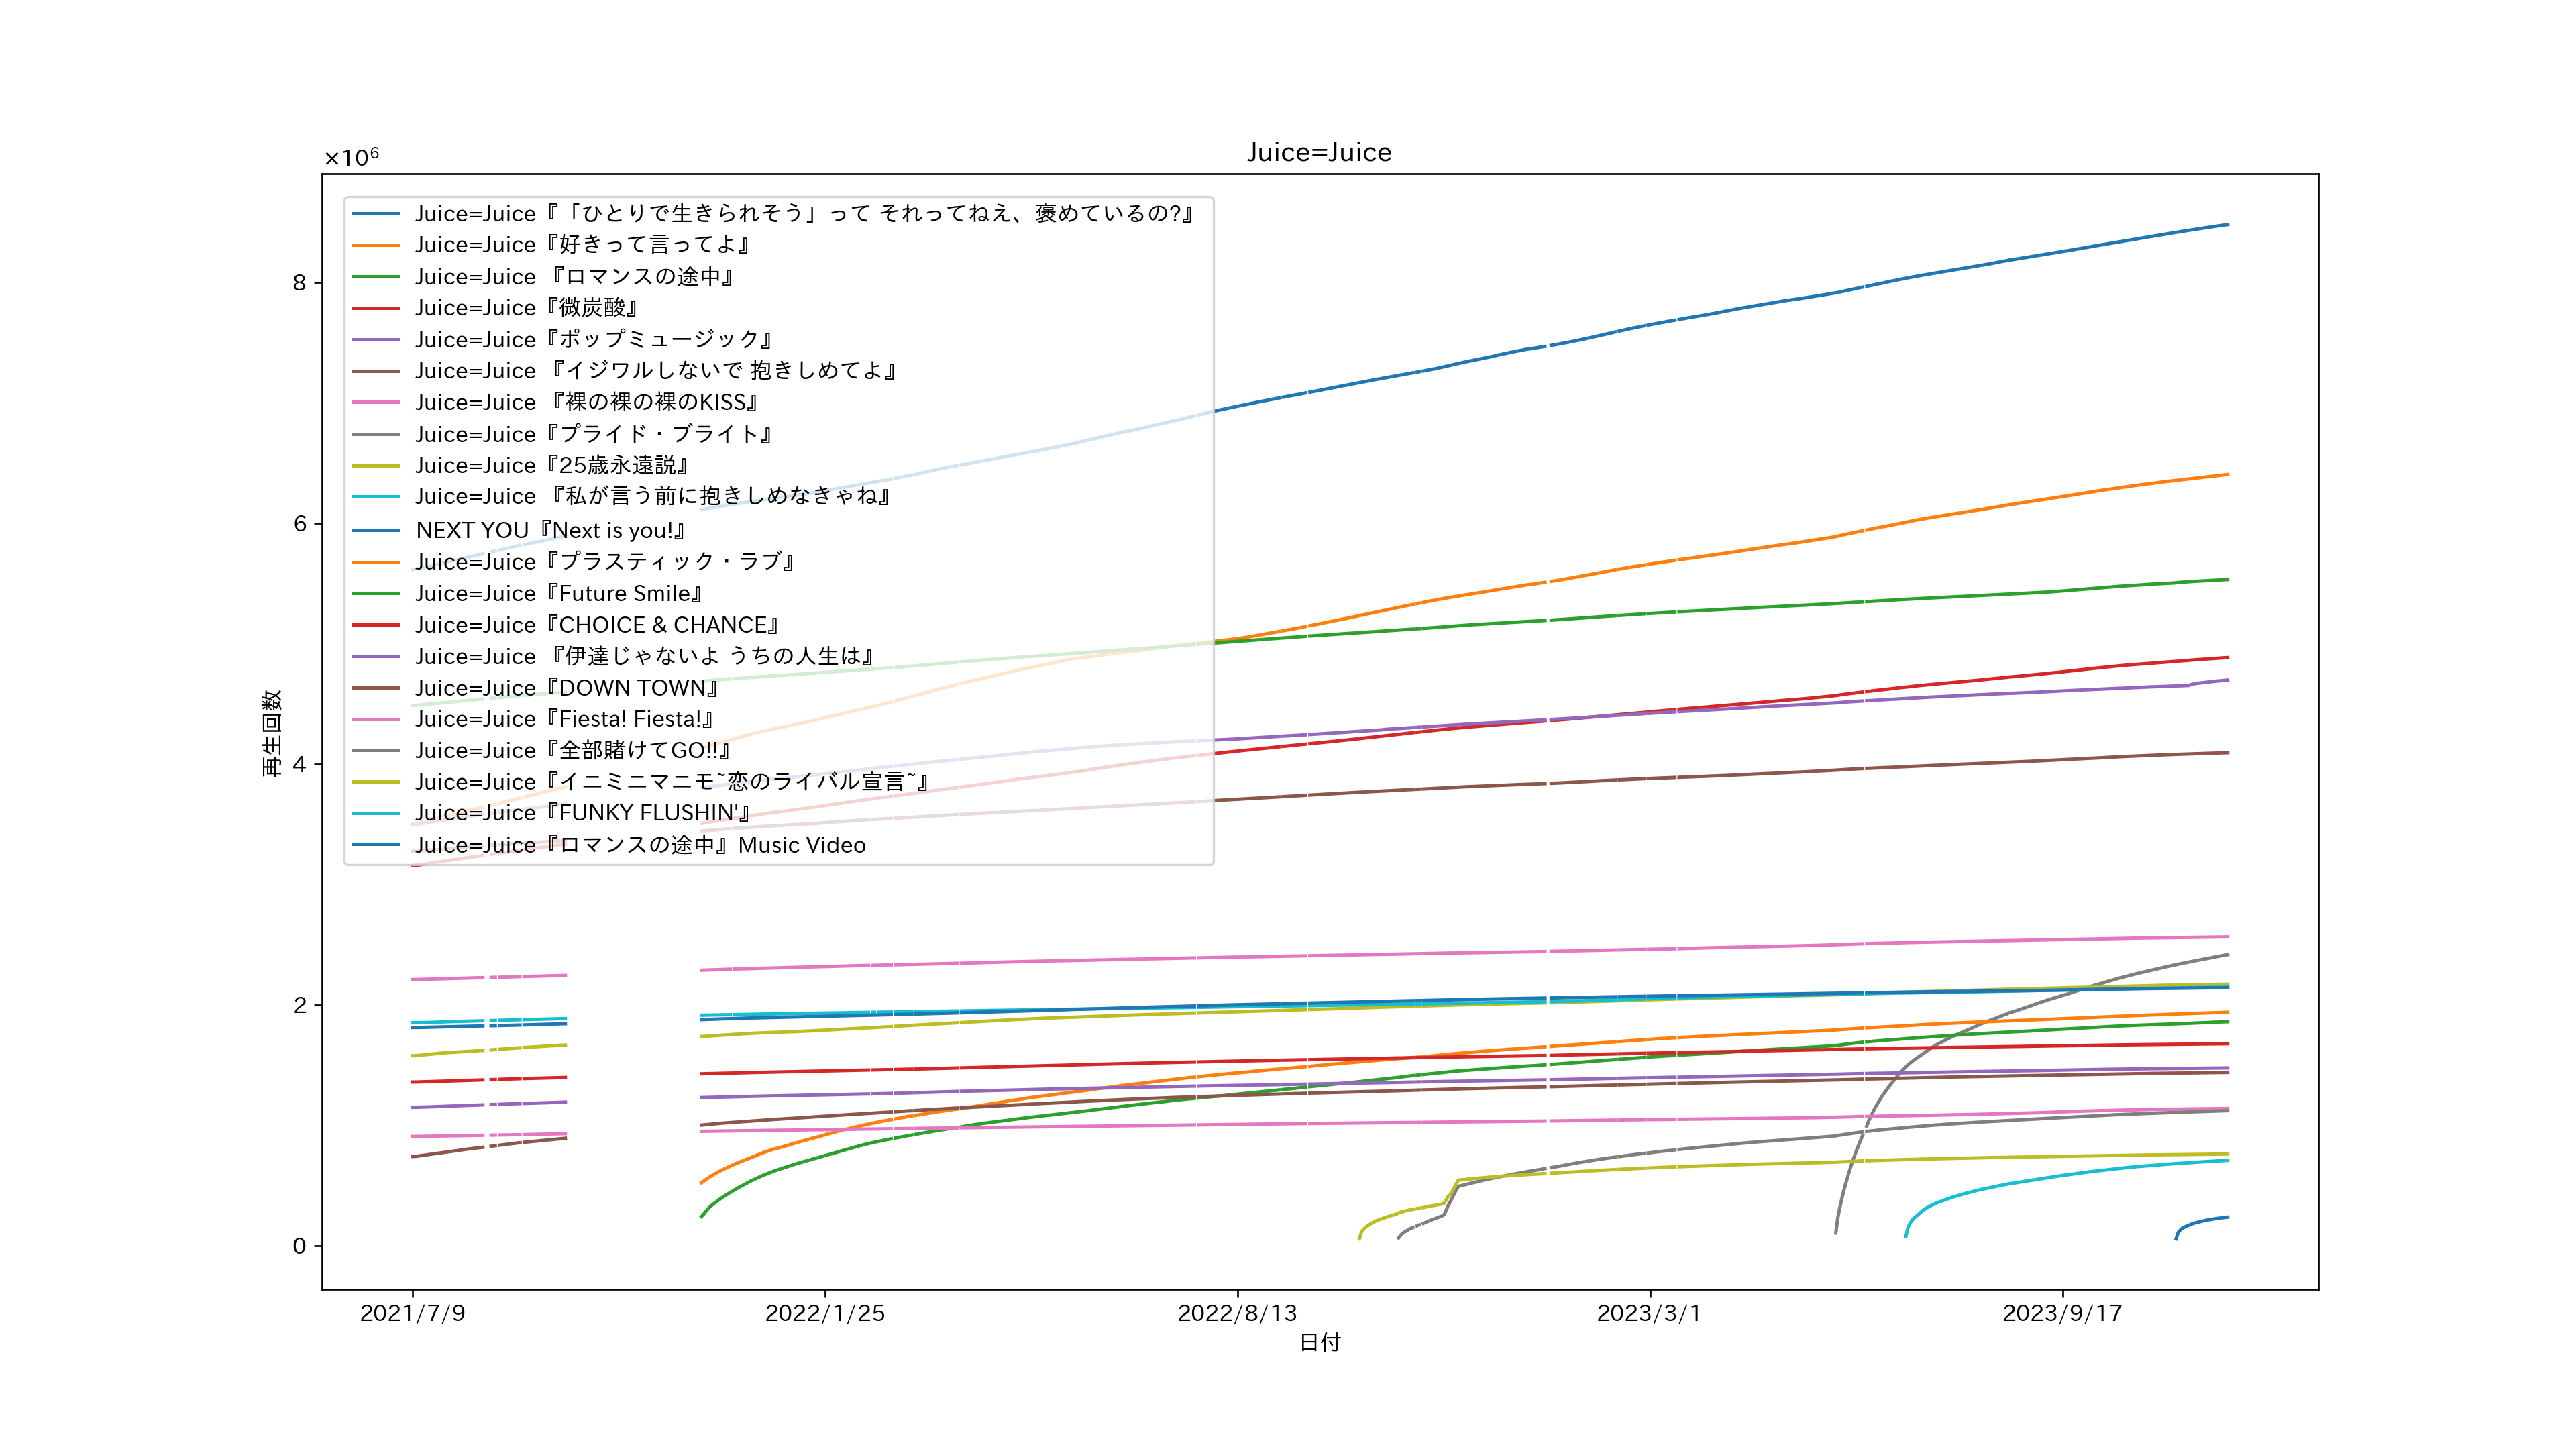 Juice=Juice
×10⁶
Juice=Juice『「ひとりで生きられそう」って それってねえ、褒めているの?』
Juice=Juice『好きって言ってよ』
Juice=Juice 『ロマンスの途中』
Juice=Juice『微炭酸』
Juice=Juice『ポップミュージック』
Juice=Juice 『イジワルしないで 抱きしめてよ』
Juice=Juice 『裸の裸の裸のKISS』
Juice=Juice『プライド・ブライト』
Juice=Juice『25歳永遠説』
Juice=Juice 『私が言う前に抱きしめなきゃね』
NEXT YOU『Next is you!』
Juice=Juice『プラスティック・ラブ』
Juice=Juice『Future Smile』
Juice=Juice『CHOICE & CHANCE』
Juice=Juice 『伊達じゃないよ うちの人生は』
Juice=Juice『DOWN TOWN』
Juice=Juice『Fiesta! Fiesta!』
Juice=Juice『全部賭けてGO!!』
Juice=Juice『イニミニマニモ~恋のライバル宣言~』
Juice=Juice『FUNKY FLUSHIN'』
Juice=Juice『ロマンスの途中』Music Video
8
6
4
2
0
再生回数
2021/7/9
2022/1/25
2022/8/13
2023/3/1
2023/9/17
日付